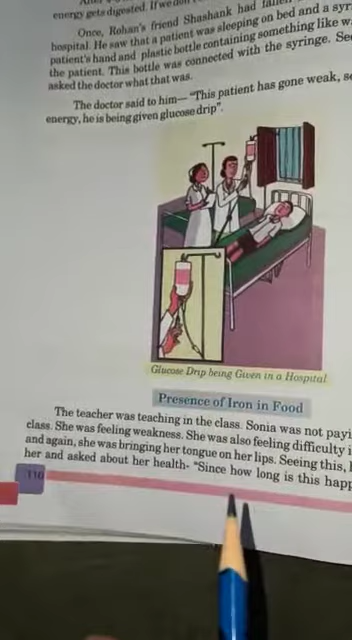 energy gets digested. If we don
Once, Rohan's friend Shashank had fallen
hospital. He saw that a patient was sleeping on bed and a syr
patient's hand and plastic bottle containing something like wa
the patient. This bottle was connected with the syringe. See
asked the doctor what that was.
The doctor said to him— "This patient has gone weak, so
energy, he is being given glucose drip".
Glucose Drip being Given in a Hospital
Presence of Iron in Food
The teacher was teaching in the class. Sonia was not payi
class. She was feeling weakness. She was also feeling difficulty i
and again, she was bringing her tongue on her lips. Seeing this,
her and asked about her health- "Since how long is this happ
110